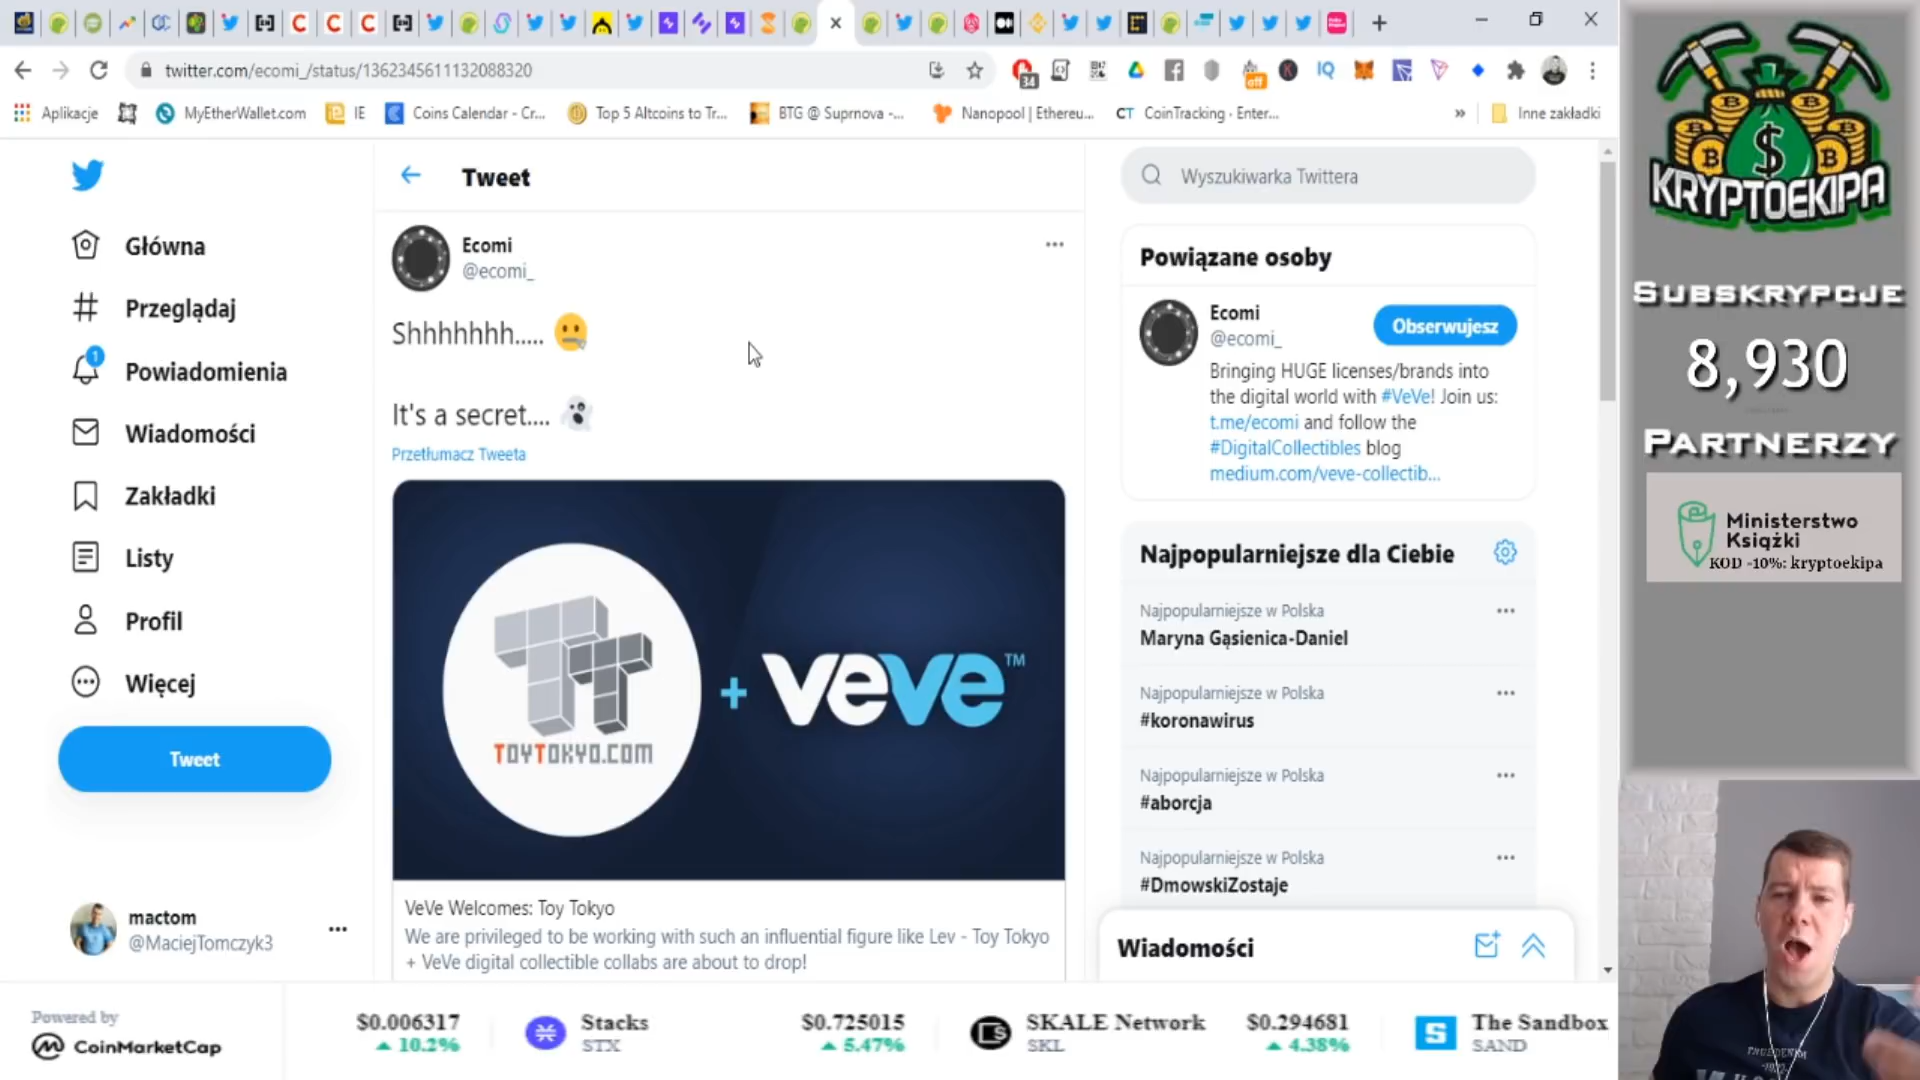 twitter.com/ecomi_/status/1362345611132088320
34
off
IQ
Aplikacje
MyEtherWallet.com
IE
Coins Calendar - Cr...
Top 5 Altcoins to Tr...
BTG @ Suprnova -...
Nanopool | Ethereu...
CT CoinTracking · Enter...
»
Inne zakładki
Główna
Przeglądaj
1
Powiadomienia
Wiadomości
Zakładki
Listy
Profil
Więcej
Tweet
mactom
@MaciejTomczyk3
Tweet
Ecomi
@ecomi_
Shhhhhhh.....
It's a secret....
Przetłumacz Tweeta
TT
TOYTOKYO.COM
+
veve™
VeVe Welcomes: Toy Tokyo
We are privileged to be working with such an influential figure like Lev - Toy Tokyo
+ VeVe digital collectible collabs are about to drop!
Wyszukiwarka Twittera
Powiązane osoby
Ecomi
@ecomi_
Obserwujesz
Bringing HUGE licenses/brands into
the digital world with #VeVe! Join us:
t.me/ecomi and follow the
#DigitalCollectibles blog
medium.com/veve-collectib...
Najpopularniejsze dla Ciebie
Najpopularniejsze w Polska
Maryna Gąsienica-Daniel
Najpopularniejsze w Polska
#koronawirus
Najpopularniejsze w Polska
#aborcja
Najpopularniejsze w Polska
#DmowskiZostaje
Wiadomości
KRYPTOEKIPA
Subskrypcje
8,930
Partnerzy
Ministerstwo
Książki
KOD -10%: kryptoekipa
Powered by
CoinMarketCap
$0.006317
10.2%
Stacks
STX
$0.725015
5.47%
SKALE Network
SKL
$0.294681
4.38%
The Sandbox
SAND